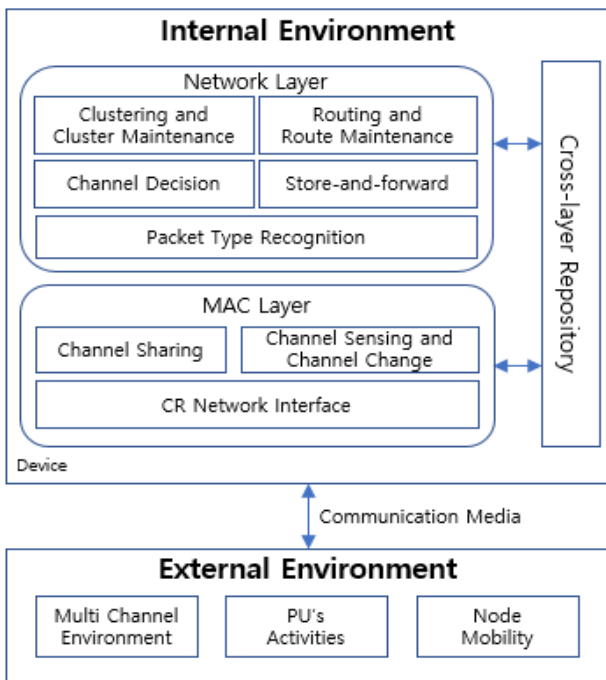 Internal Environment
Network Layer
Clustering and
Cluster Maintenance
Routing and
Route Maintenance
Channel Decision
Store-and-forward
Packet Type Recognition
MAC Layer
Channel Sharing
Channel Sensing and
Channel Change
CR Network Interface
Cross-layer Repository
Device
Communication Media
External Environment
Multi Channel
Environment
PU's
Activities
Node
Mobility